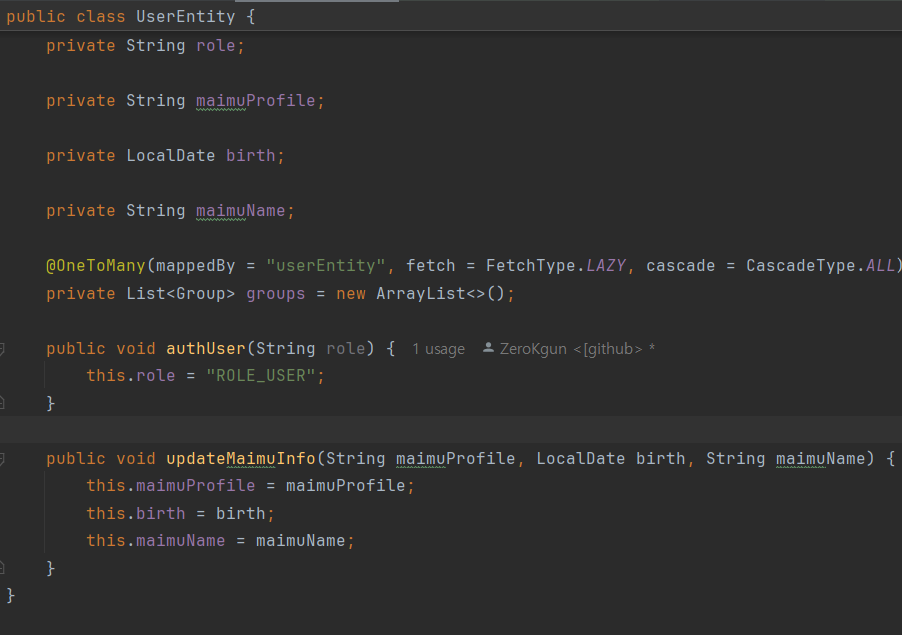 public class UserEntity {
private String role;
private String maimuProfile;
private LocalDate birth;
private String maimuName;
@OneToMany(mappedBy = "userEntity", fetch = FetchType.LAZY, cascade = CascadeType.ALL)
private List<Group> groups = new ArrayList<>();
public void authUser(String role) { 1 usage ZeroKgun <[github> *
this.role = "ROLE_USER";
}
public void updateMaimuInfo(String maimuProfile, LocalDate birth, String maimuName) {
this.maimuProfile = maimuProfile;
this.birth = birth;
this.maimuName = maimuName;
}
}